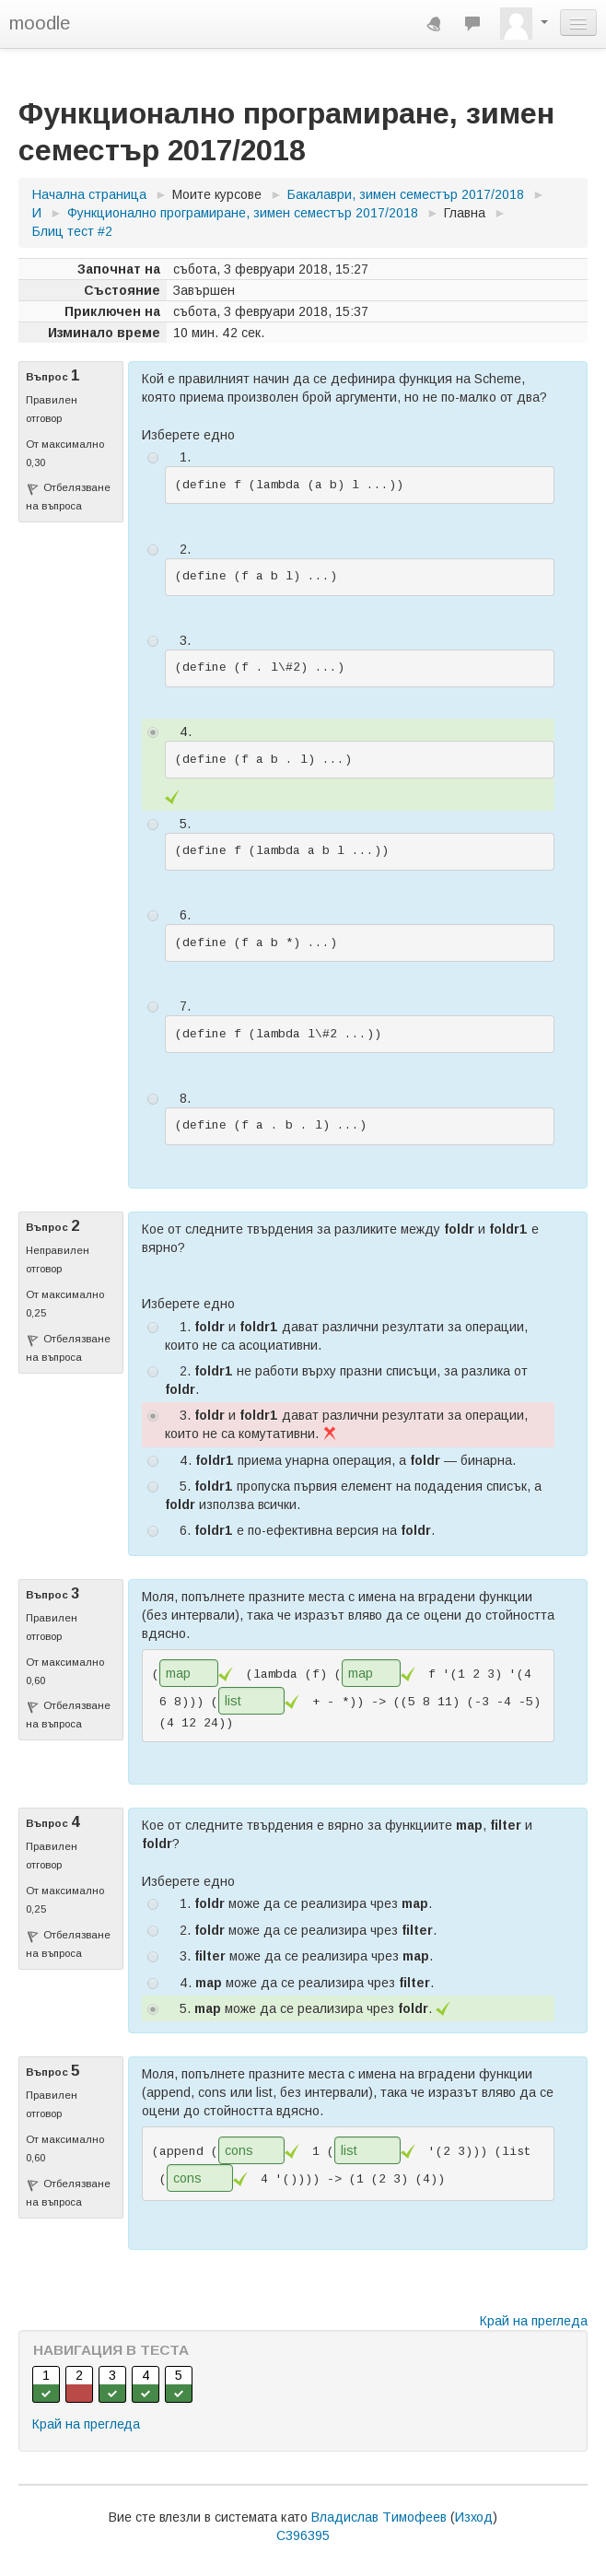 moodle
Функционално програмиране, зимен
семестър 2017/2018
Начална страница ► Моите курсове ► Бакалаври, зимен семестър 2017/2018 ►
И ► Функционално програмиране, зимен семестър 2017/2018 ► Главна ►
Блиц тест #2
Започнат на събота, 3 февруари 2018, 15:27
Състояние Завършен
Приключен на събота, 3 февруари 2018, 15:37
Изминало време 10 мин. 42 сек.
Въпрос 1
Правилен
отговор
От максимално
0,30
Отбелязване
на въпроса
Кой е правилният начин да се дефинира функция на Scheme,
която приема произволен брой аргументи, но не по-малко от два?
Изберете едно
1.
(define f (lambda (a b) l ...))
2.
(define (f a b l) ...)
3.
(define (f . l\#2) ...)
4.
(define (f a b . l) ...)
5.
(define f (lambda a b l ...))
6.
(define (f a b *) ...)
7.
(define f (lambda l\#2 ...))
8.
(define (f a . b . l) ...)
Въпрос 2
Неправилен
отговор
От максимално
0,25
Отбелязване
на въпроса
Кое от следните твърдения за разликите между foldr и foldr1 е
вярно?
Изберете едно
1. foldr и foldr1 дават различни резултати за операции,
които не са асоциативни.
2. foldr1 не работи върху празни списъци, за разлика от
foldr.
3. foldr и foldr1 дават различни резултати за операции,
които не са комутативни.
4. foldr1 приема унарна операция, а foldr — бинарна.
5. foldr1 пропуска първия елемент на подадения списък, а
foldr използва всички.
6. foldr1 е по-ефективна версия на foldr.
Въпрос 3
Правилен
отговор
От максимално
0,60
Отбелязване
на въпроса
Моля, попълнете празните места с имена на вградени функции
(без интервали), така че изразът вляво да се оцени до стойността
вдясно.
(map (lambda (f) (map f '(1 2 3) '(4
6 8))) (list + - *)) -> ((5 8 11) (-3 -4 -5)
(4 12 24))
Въпрос 4
Правилен
отговор
От максимално
0,25
Отбелязване
на въпроса
Кое от следните твърдения е вярно за функциите map, filter и
foldr?
Изберете едно
1. foldr може да се реализира чрез map.
2. foldr може да се реализира чрез filter.
3. filter може да се реализира чрез map.
4. map може да се реализира чрез filter.
5. map може да се реализира чрез foldr.
Въпрос 5
Правилен
отговор
От максимално
0,60
Отбелязване
на въпроса
Моля, попълнете празните места с имена на вградени функции
(append, cons или list, без интервали), така че изразът вляво да се
оцени до стойността вдясно.
(append (cons 1 (list '(2 3))) (list
(cons 4 '()))) -> (1 (2 3) (4))
Край на прегледа
НАВИГАЦИЯ В ТЕСТА
1 2 3 4 5
Край на прегледа
Вие сте влезли в системата като Владислав Тимофеев (Изход)
С396395